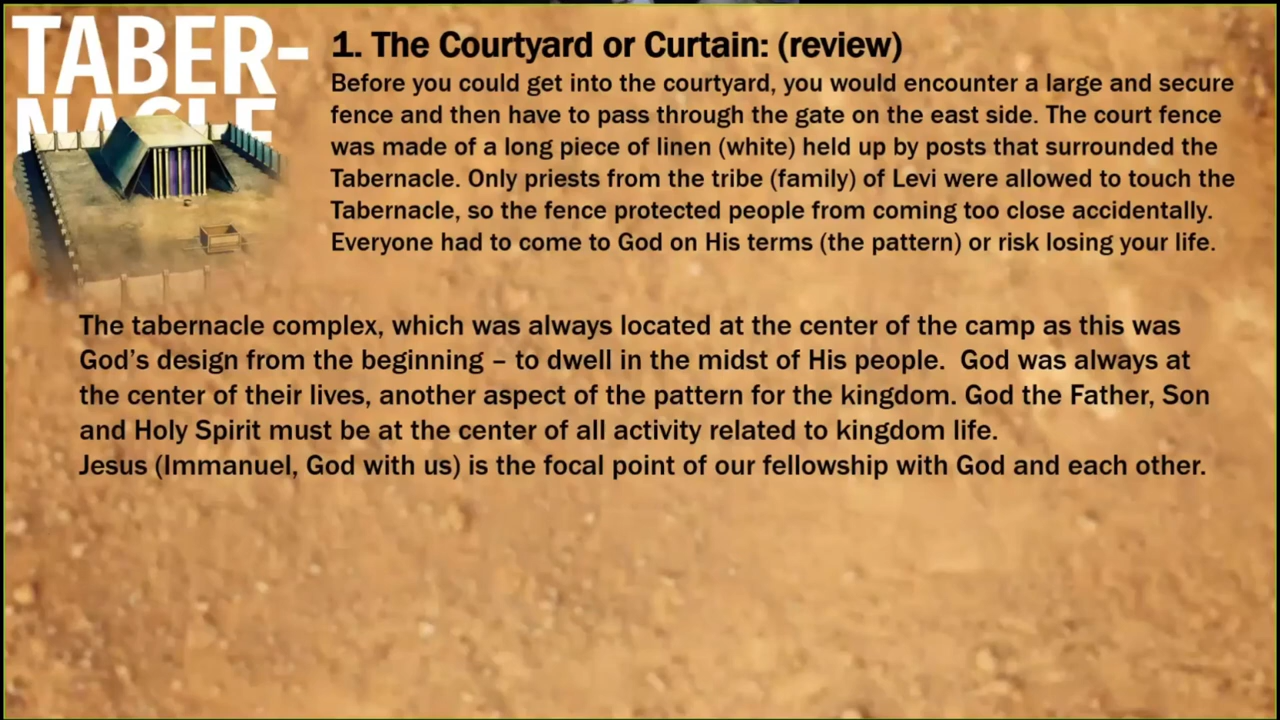 TABER-
NACLE
1. The Courtyard or Curtain: (review)
Before you could get into the courtyard, you would encounter a large and secure
fence and then have to pass through the gate on the east side. The court fence
was made of a long piece of linen (white) held up by posts that surrounded the
Tabernacle. Only priests from the tribe (family) of Levi were allowed to touch the
Tabernacle, so the fence protected people from coming too close accidentally.
Everyone had to come to God on His terms (the pattern) or risk losing your life.
The tabernacle complex, which was always located at the center of the camp as this was
God’s design from the beginning – to dwell in the midst of His people.  God was always at
the center of their lives, another aspect of the pattern for the kingdom. God the Father, Son
and Holy Spirit must be at the center of all activity related to kingdom life.
Jesus (Immanuel, God with us) is the focal point of our fellowship with God and each other.